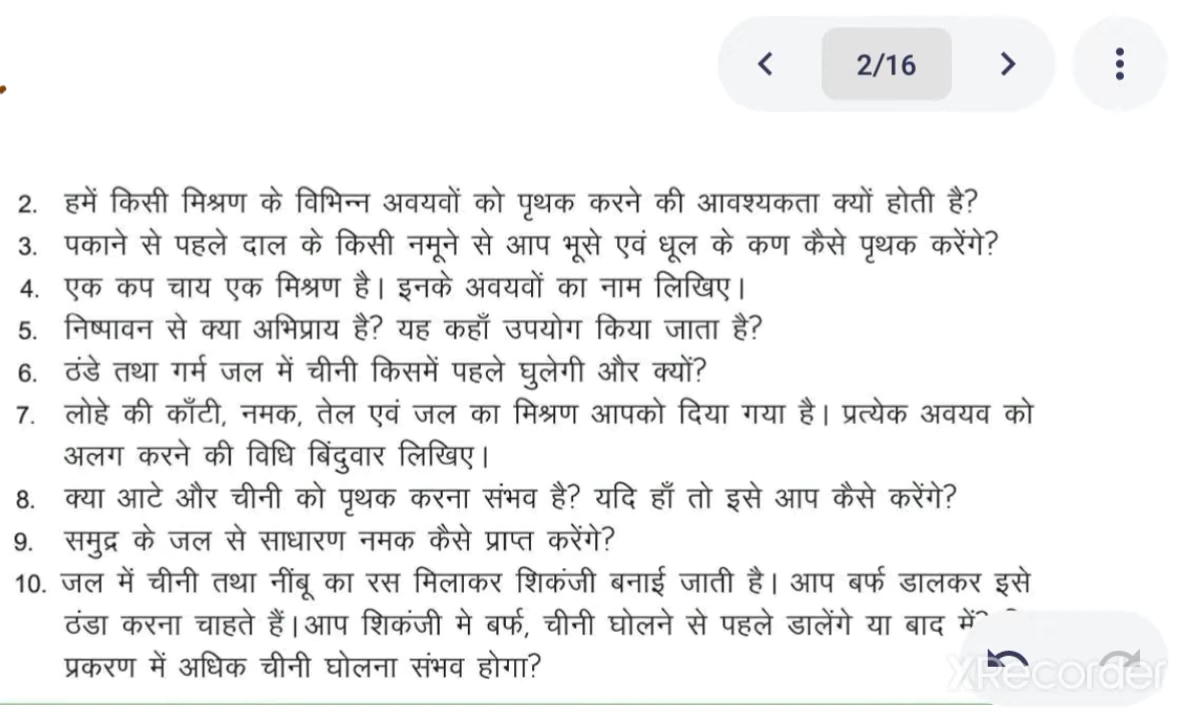 2/16
2. हमें किसी मिश्रण के विभिन्न अवयवों को पृथक करने की आवश्यकता क्यों होती है?
3. पकाने से पहले दाल के किसी नमूने से आप भूसे एवं धूल के कण कैसे पृथक करेंगे?
4. एक कप चाय एक मिश्रण है। इनके अवयवों का नाम लिखिए।
5. निष्पावन से क्या अभिप्राय है? यह कहाँ उपयोग किया जाता है?
6. ठंडे तथा गर्म जल में चीनी किसमें पहले घुलेगी और क्यों?
7. लोहे की काँटी, नमक, तेल एवं जल का मिश्रण आपको दिया गया है। प्रत्येक अवयव को
अलग करने की विधि बिंदुवार लिखिए।
8. क्या आटे और चीनी को पृथक करना संभव है? यदि हाँ तो इसे आप कैसे करेंगे?
9. समुद्र के जल से साधारण नमक कैसे प्राप्त करेंगे?
10. जल में चीनी तथा नींबू का रस मिलाकर शिकंजी बनाई जाती है। आप बर्फ डालकर इसे
ठंडा करना चाहते हैं।आप शिकंजी मे बर्फ, चीनी घोलने से पहले डालेंगे या बाद में?
प्रकरण में अधिक चीनी घोलना संभव होगा?
XRecorder